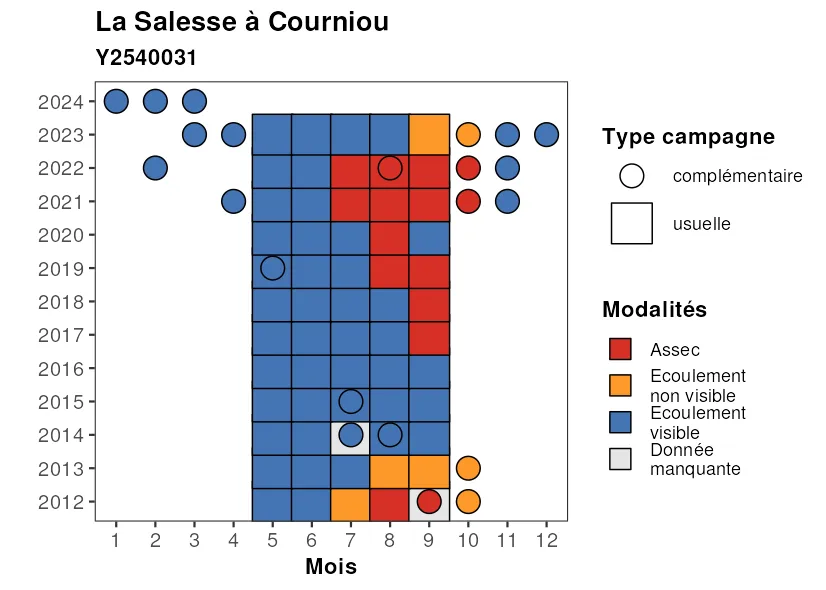 La Salesse à Courniou
Y2540031
2024
2023
2022
2021
2020
2019
2018
2017
2016
2015
2014
2013
2012
1 2 3 4 5 6 7 8 9 10 11 12
Mois
Type campagne
complémentaire
usuelle
Modalités
Assec
Ecoulement
non visible
Ecoulement
visible
Donnée
manquante